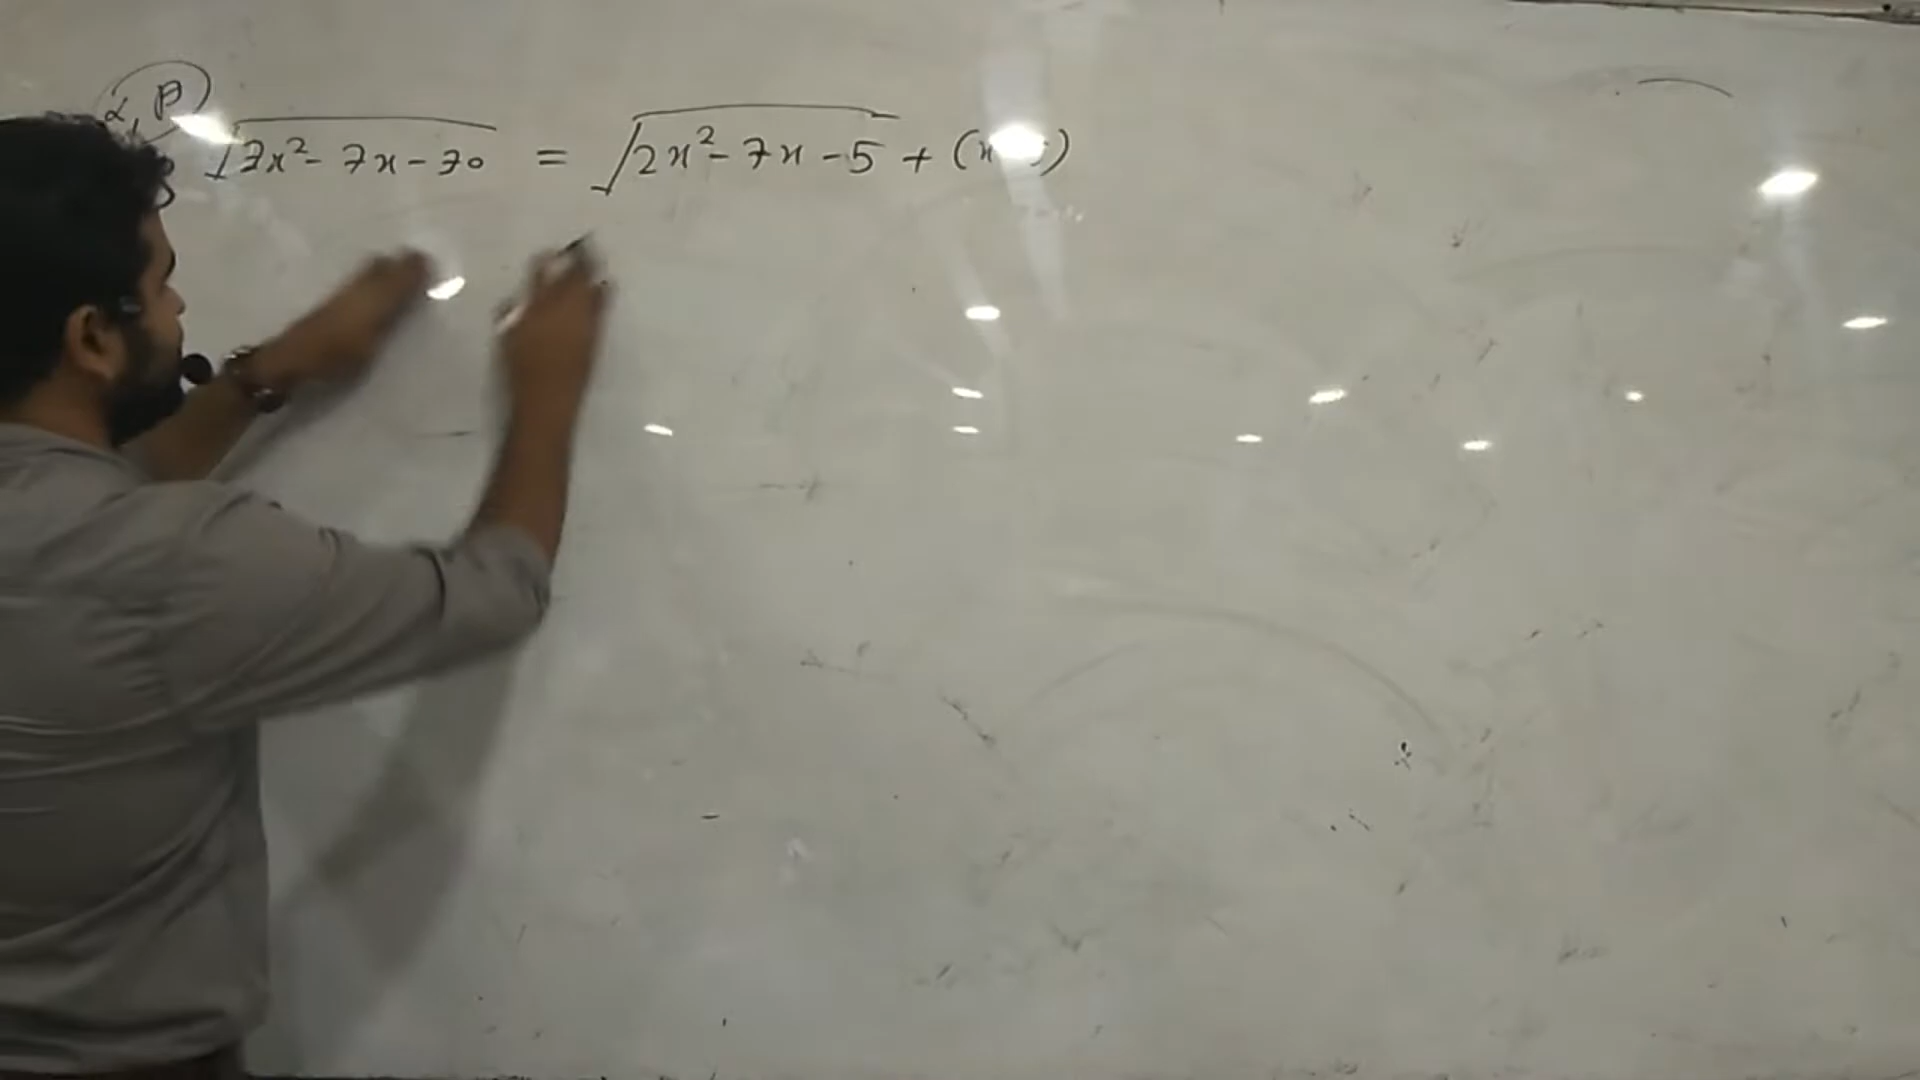 α, β
√3x² - 7x - 30 = √2x² - 7x - 5 + (x )